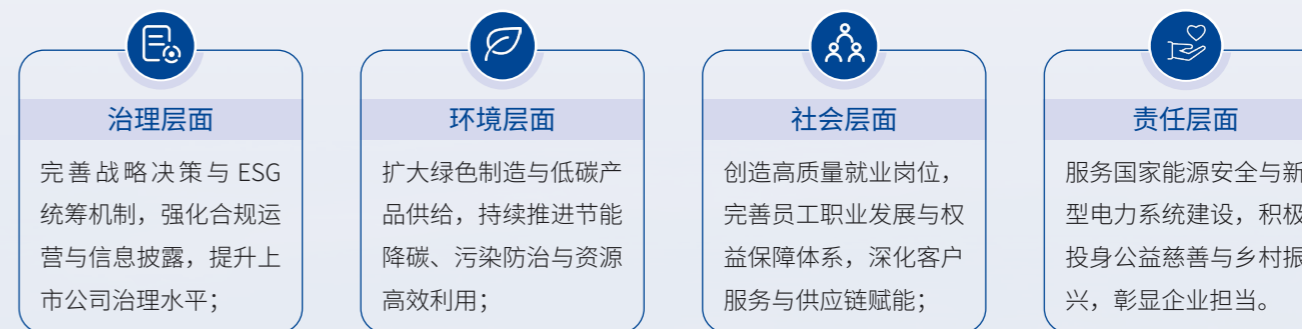 治理层面
完善战略决策与 ESG
统筹机制，强化合规运
营与信息披露，提升上
市公司治理水平；
环境层面
扩大绿色制造与低碳产
品供给，持续推进节能
降碳、污染防治与资源
高效利用；
社会层面
创造高质量就业岗位，
完善员工职业发展与权
益保障体系，深化客户
服务与供应链赋能；
责任层面
服务国家能源安全与新
型电力系统建设，积极
投身公益慈善与乡村振
兴，彰显企业担当。